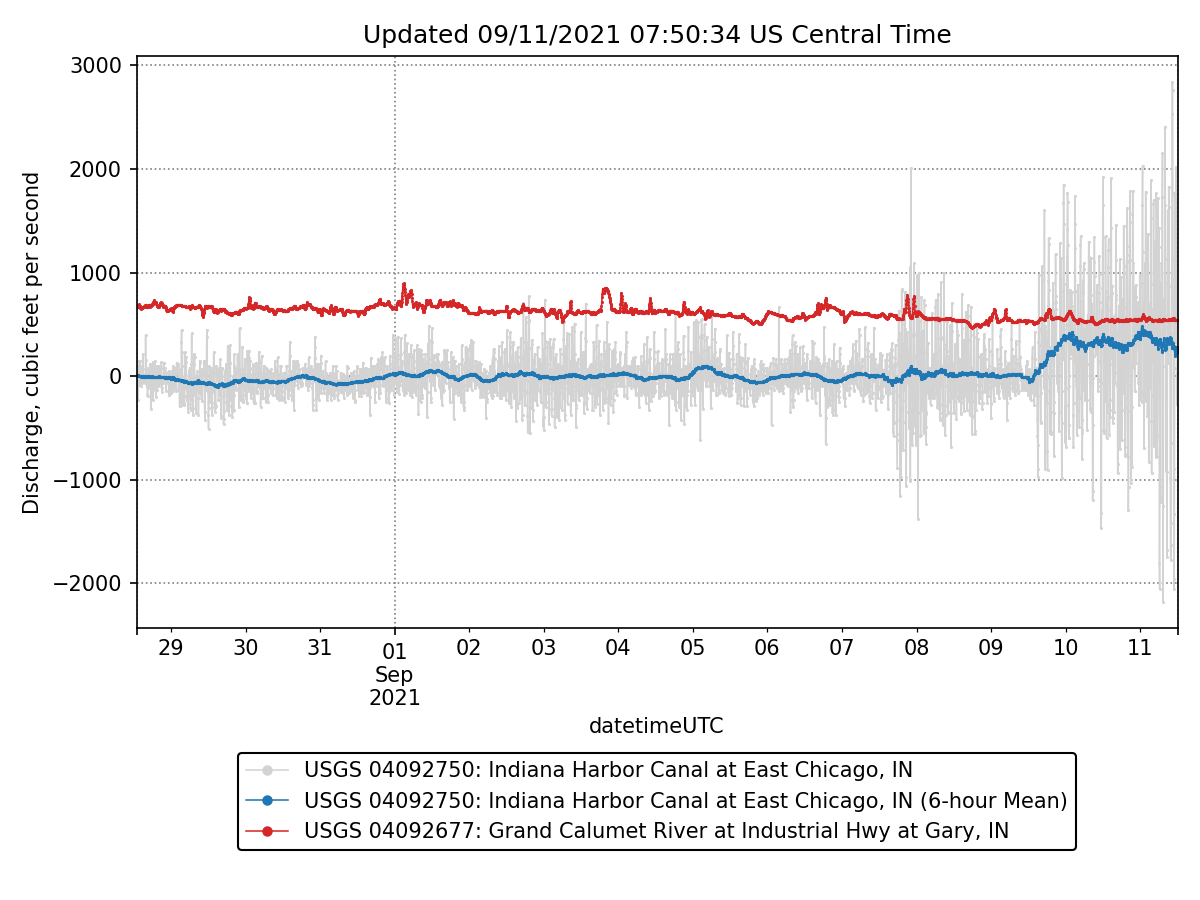 Updated 09/11/2021 07:50:34 US Central Time
Discharge, cubic feet per second
3000
2000
1000
0
−1000
−2000
29 30 31 01 02 03 04 05 06 07 08 09 10 11
Sep
2021
datetimeUTC
USGS 04092750: Indiana Harbor Canal at East Chicago, IN
USGS 04092750: Indiana Harbor Canal at East Chicago, IN (6-hour Mean)
USGS 04092677: Grand Calumet River at Industrial Hwy at Gary, IN